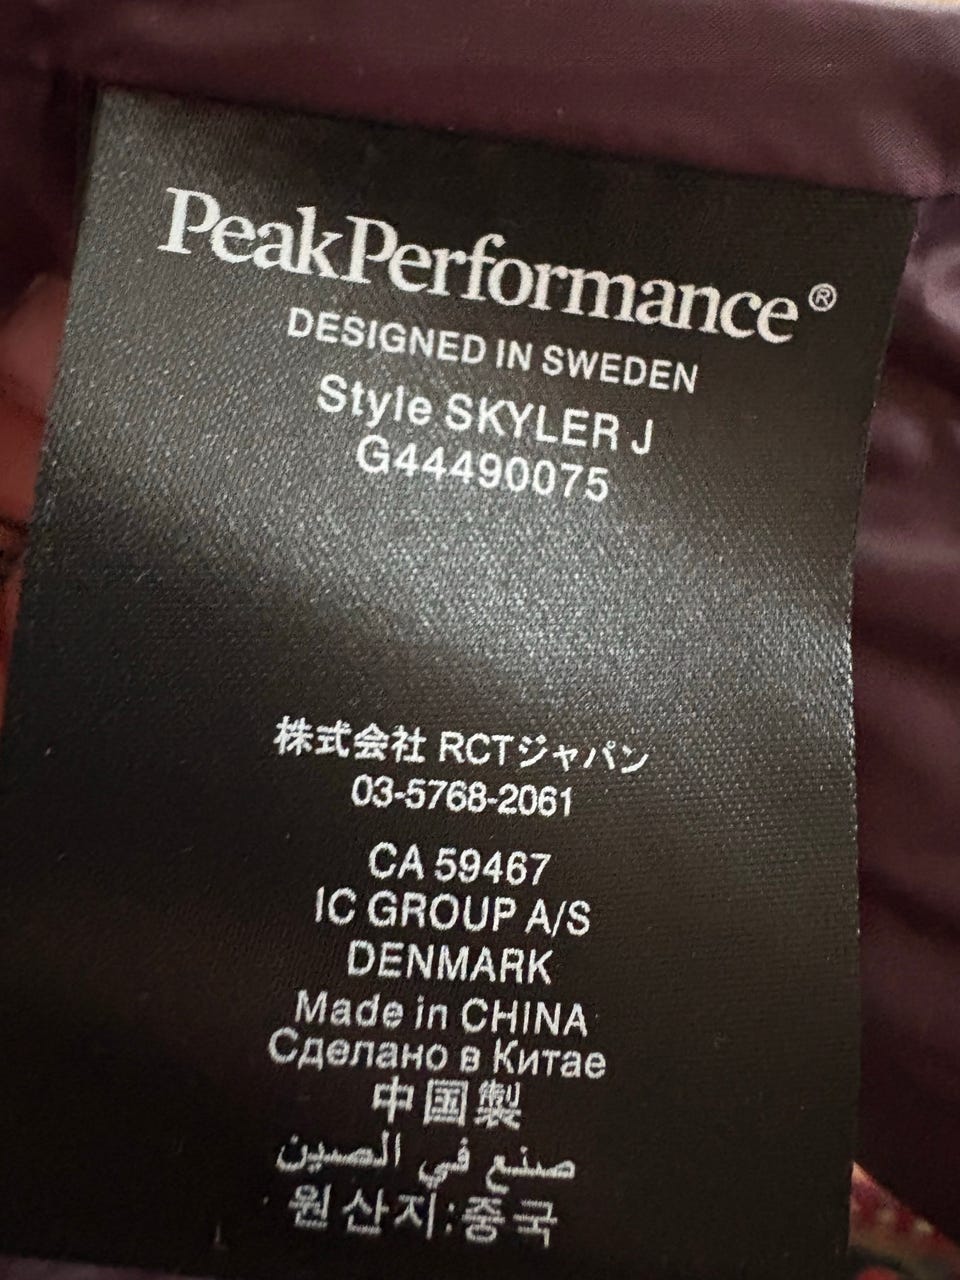 PeakPerformance®
DESIGNED IN SWEDEN
Style SKYLER J
G44490075
株式会社 RCTジャパン
03-5768-2061
CA 59467
IC GROUP A/S
DENMARK
Made in CHINA
Сделано в Китае
中国製
صنع في الصين
원산지:중국